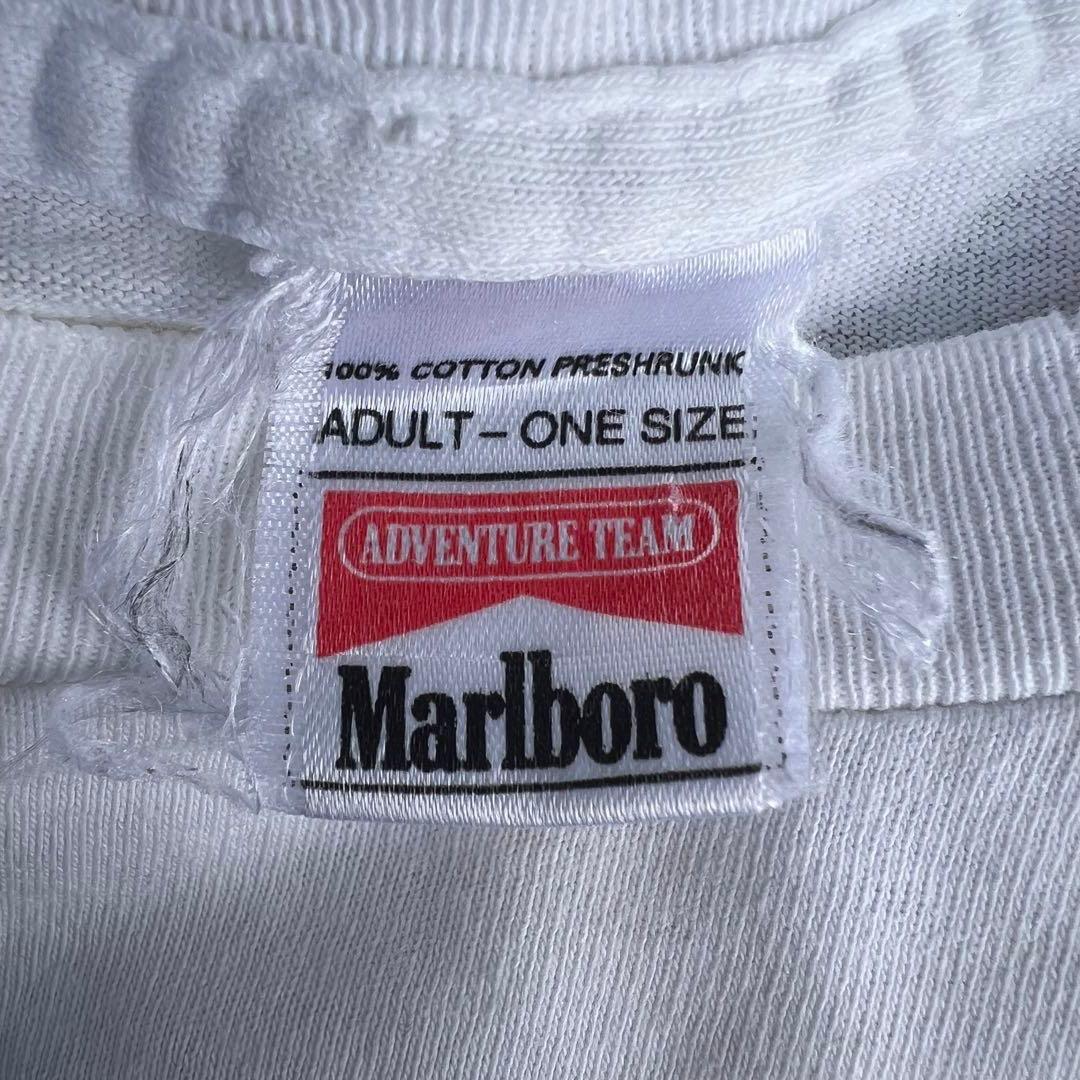 100% COTTON PRESHRUNK
ADULT – ONE SIZE
ADVENTURE TEAM
Marlboro